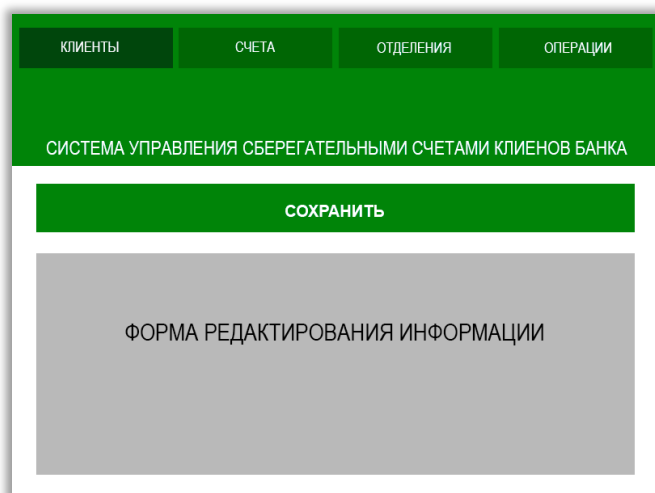 КЛИЕНТЫ СЧЕТА ОТДЕЛЕНИЯ ОПЕРАЦИИ
СИСТЕМА УПРАВЛЕНИЯ СБЕРЕГАТЕЛЬНЫМИ СЧЕТАМИ КЛИЕНОВ БАНКА
СОХРАНИТЬ
ФОРМА РЕДАКТИРОВАНИЯ ИНФОРМАЦИИ